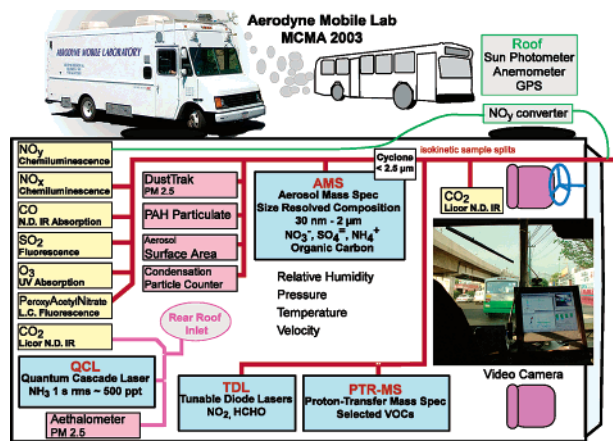 Aerodyne Mobile Lab
MCMA 2003
AERODYNE MOBILE LABORATORY
Roof
Sun Photometer
Anemometer
GPS
NOy converter
isokinetic sample splits
NOy
Chemiluminescence
NOx
Chemiluminescence
CO
N.D. IR Absorption
SO2
Fluorescence
O3
UV Absorption
PeroxyAcetylNitrate
L.C. Fluorescence
CO2
Licor N.D. IR
QCL
Quantum Cascade Laser
NH3 1 s rms ~ 500 ppt
Aethalometer
PM 2.5
DustTrak
PM 2.5
PAH Particulate
Aerosol
Surface Area
Condensation
Particle Counter
Rear Roof
Inlet
Cyclone
< 2.5 µm
AMS
Aerosol Mass Spec
Size Resolved Composition
30 nm - 2 µm
NO3-, SO4=, NH4+
Organic Carbon
Relative Humidity
Pressure
Temperature
Velocity
TDL
Tunable Diode Lasers
NO2, HCHO
PTR-MS
Proton-Transfer Mass Spec
Selected VOCs
CO2
Licor N.D. IR
Video Camera